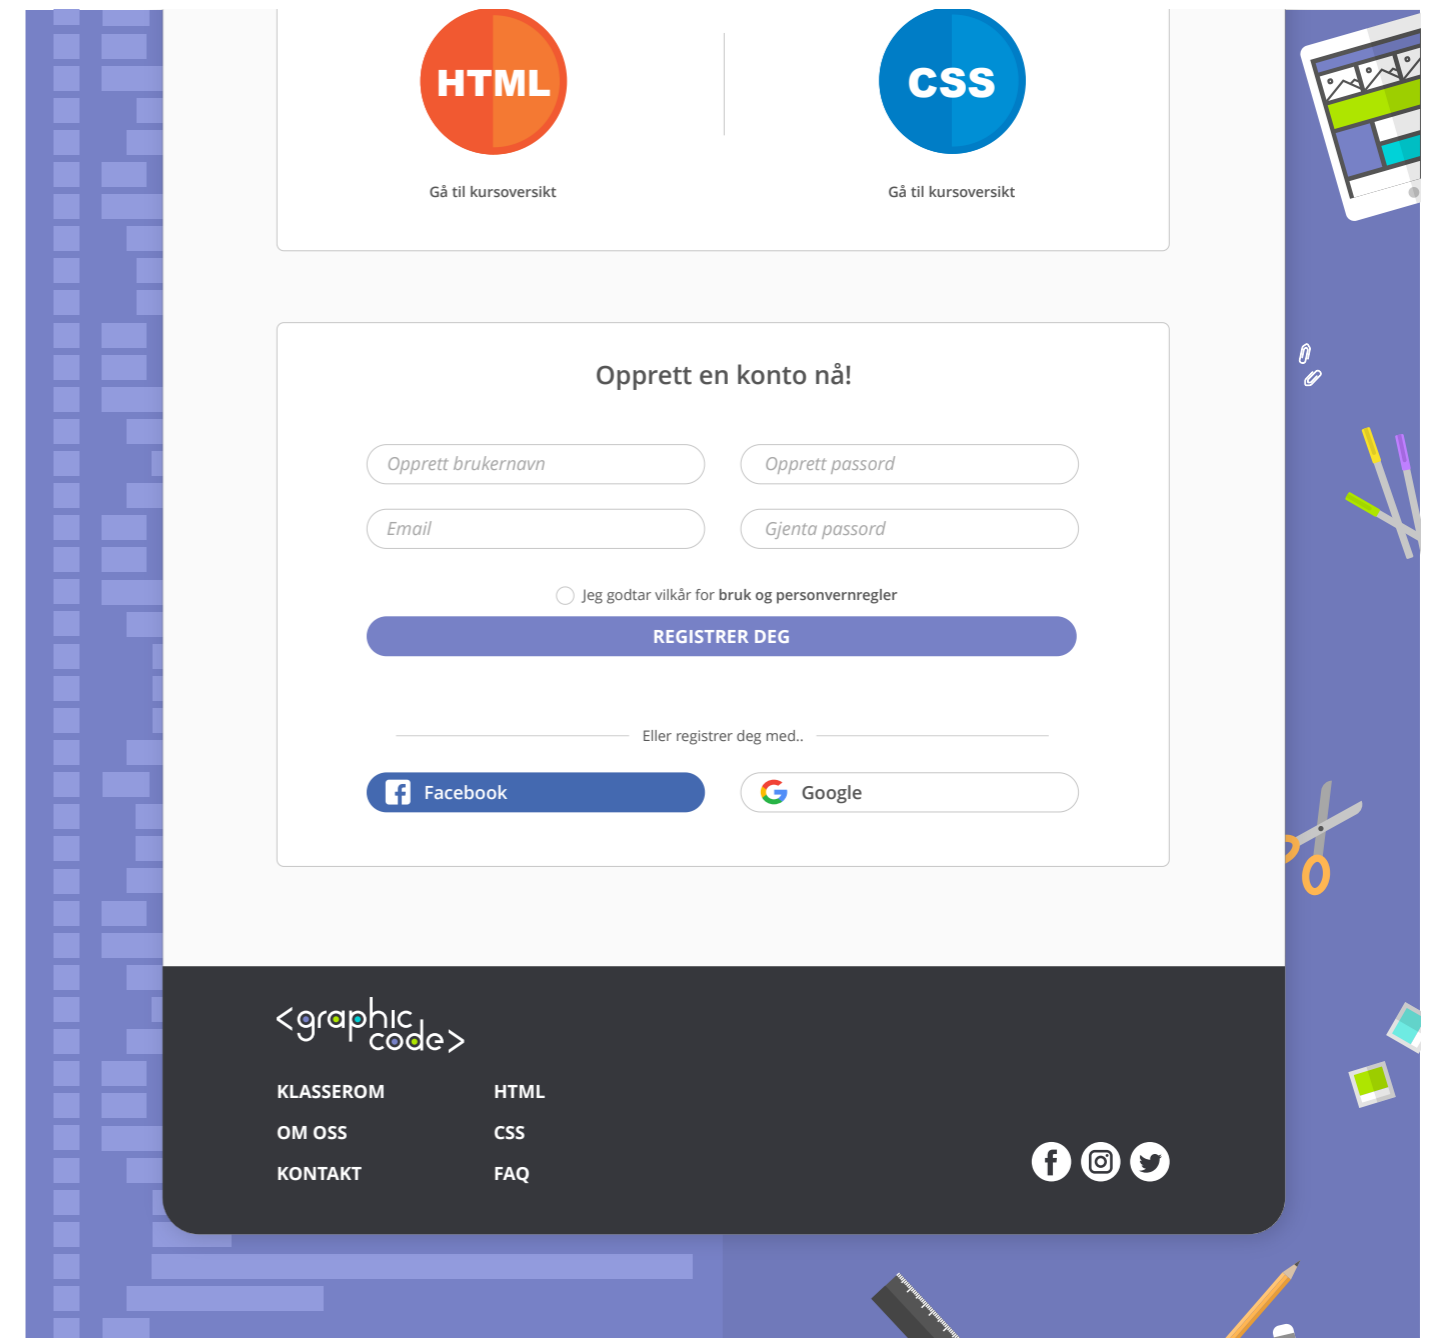 HTML
CSS
Gå til kursoversikt
Gå til kursoversikt
Opprett en konto nå!
Opprett brukernavn
Opprett passord
Email
Gjenta passord
Jeg godtar vilkår for bruk og personvernregler
REGISTRER DEG
Eller registrer deg med..
Facebook
Google
<graphic
code>
KLASSEROM
HTML
OM OSS
CSS
KONTAKT
FAQ